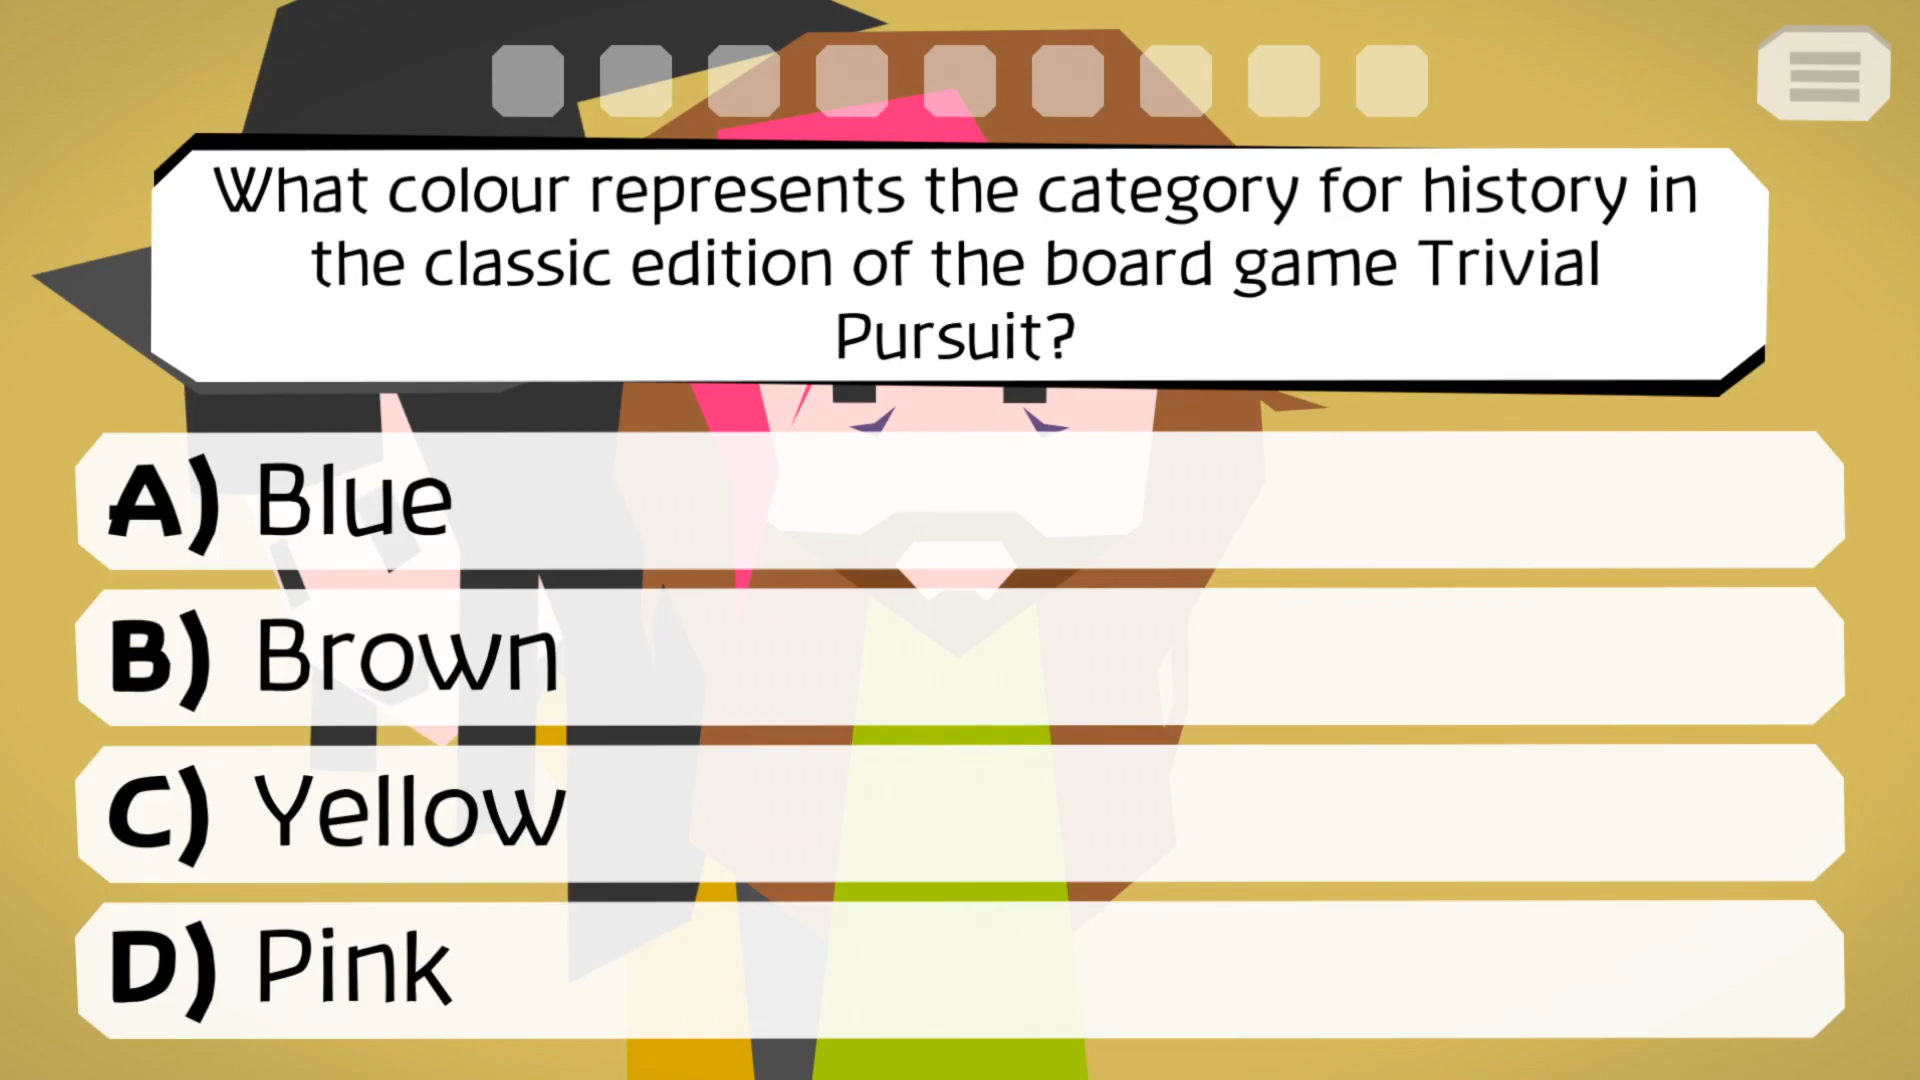 What colour represents the category for history in
the classic edition of the board game Trivial
Pursuit?
A) Blue
B) Brown
C) Yellow
D) Pink